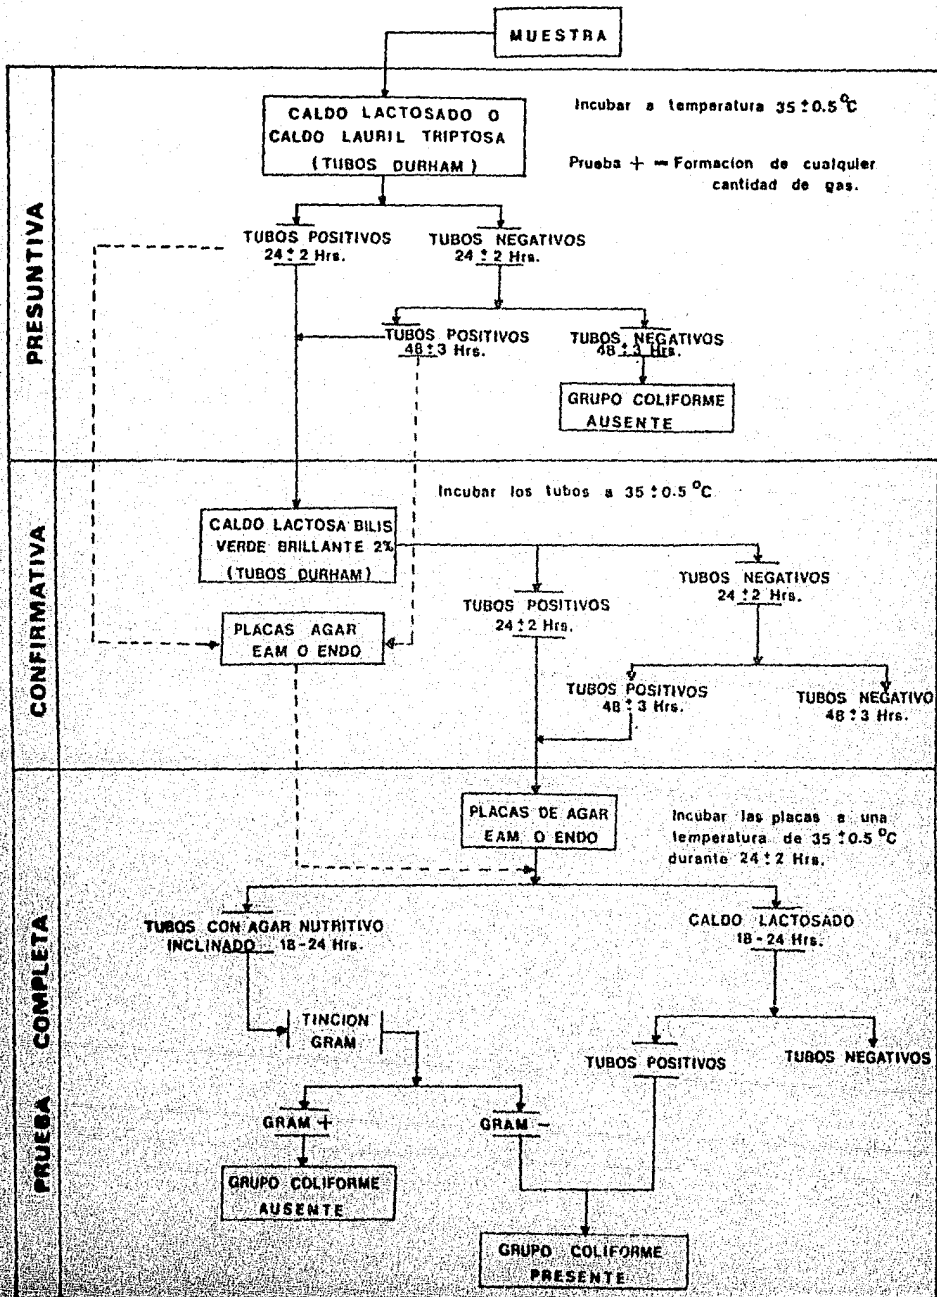 MUESTRA
CALDO LACTOSADO O
CALDO LAURIL TRIPTOSA
(TUBOS DURHAM)
Incubar a temperatura 35 ± 0.5 °C
Prueba + = Formacion de cualquier
cantidad de gas.
PRESUNTIVA
TUBOS POSITIVOS
24 ± 2 Hrs.
TUBOS NEGATIVOS
24 ± 2 Hrs.
TUBOS POSITIVOS
48 ± 3 Hrs.
TUBOS NEGATIVOS
48 ± 3 Hrs.
GRUPO COLIFORME
AUSENTE
CONFIRMATIVA
Incubar los tubos a 35 ± 0.5 °C
CALDO LACTOSA BILIS
VERDE BRILLANTE 2%
(TUBOS DURHAM)
TUBOS POSITIVOS
24 ± 2 Hrs.
TUBOS NEGATIVOS
24 ± 2 Hrs.
PLACAS AGAR
EAM O ENDO
TUBOS POSITIVOS
48 ± 3 Hrs.
TUBOS NEGATIVO
48 ± 3 Hrs.
PRUEBA COMPLETA
PLACAS DE AGAR
EAM O ENDO
Incubar las placas a una
temperatura de 35 ± 0.5 °C
durante 24 ± 2 Hrs.
TUBOS CON AGAR NUTRITIVO
INCLINADO 18-24 Hrs.
CALDO LACTOSADO
18-24 Hrs.
TINCION
GRAM
TUBOS POSITIVOS
TUBOS NEGATIVOS
GRAM +
GRAM -
GRUPO COLIFORME
AUSENTE
GRUPO COLIFORME
PRESENTE